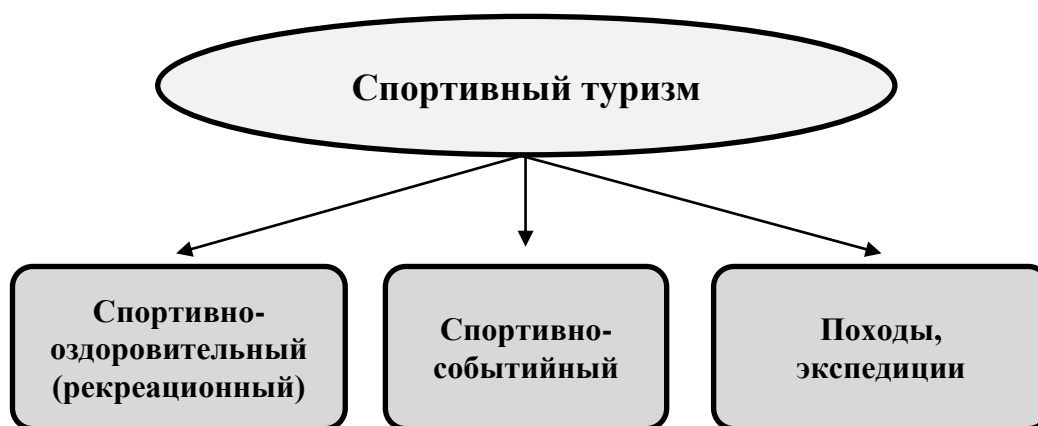 Спортивный туризм
Спортивно-
оздоровительный
(рекреационный)
Спортивно-
событийный
Походы,
экспедиции